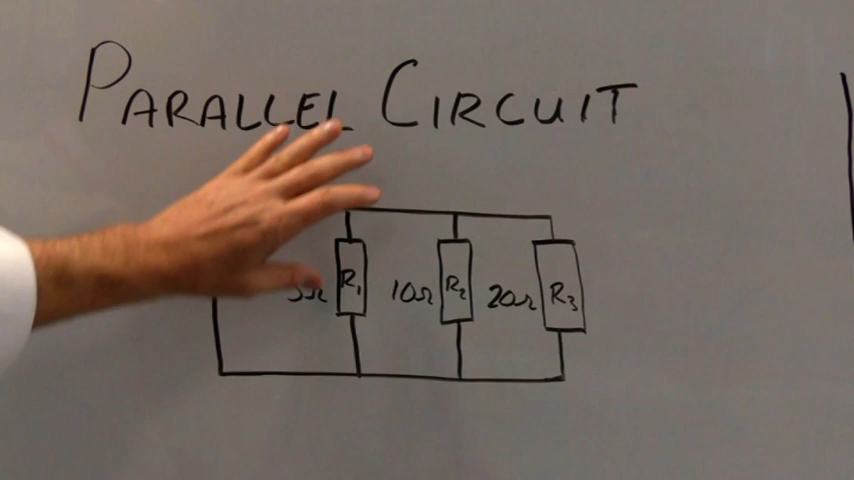 PARALLEL CIRCUIT
R1
10Ω R2
20Ω R3